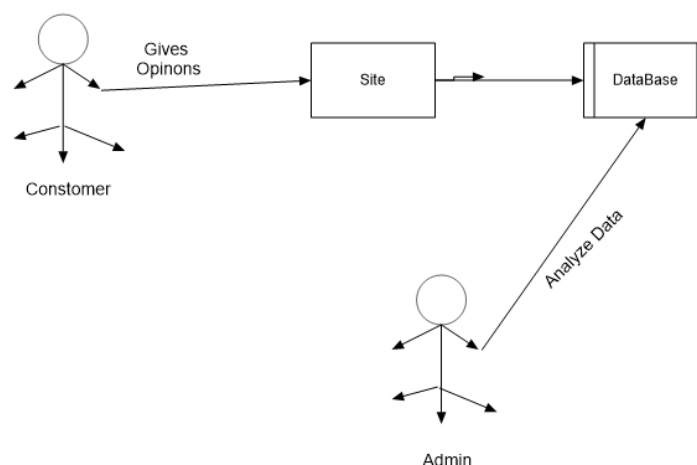 Gives
Opinons
Site
DataBase
Constomer
Analyze Data
Admin